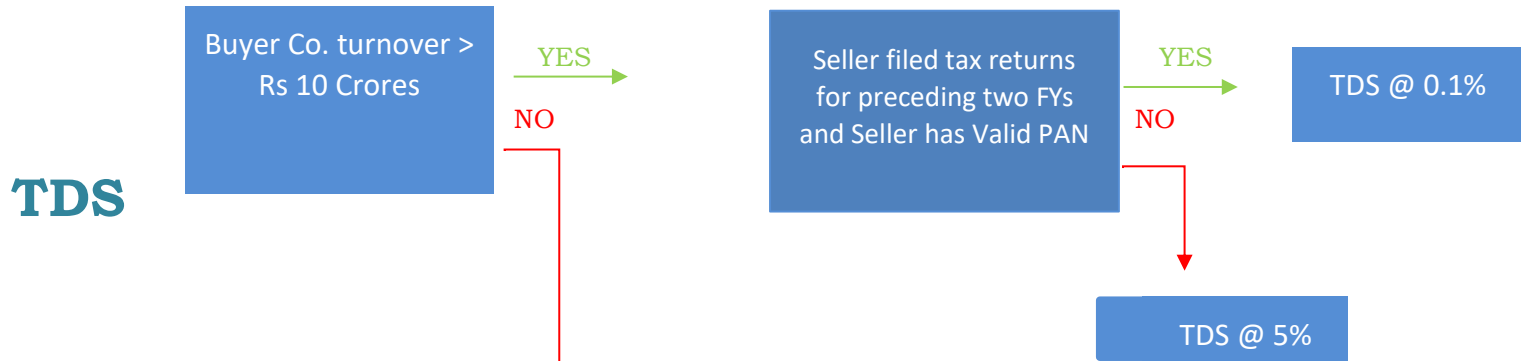 Buyer Co. turnover >
Rs 10 Crores
YES
NO
Seller filed tax returns
for preceding two FYs
and Seller has Valid PAN
YES
NO
TDS @ 0.1%
TDS
TDS @ 5%